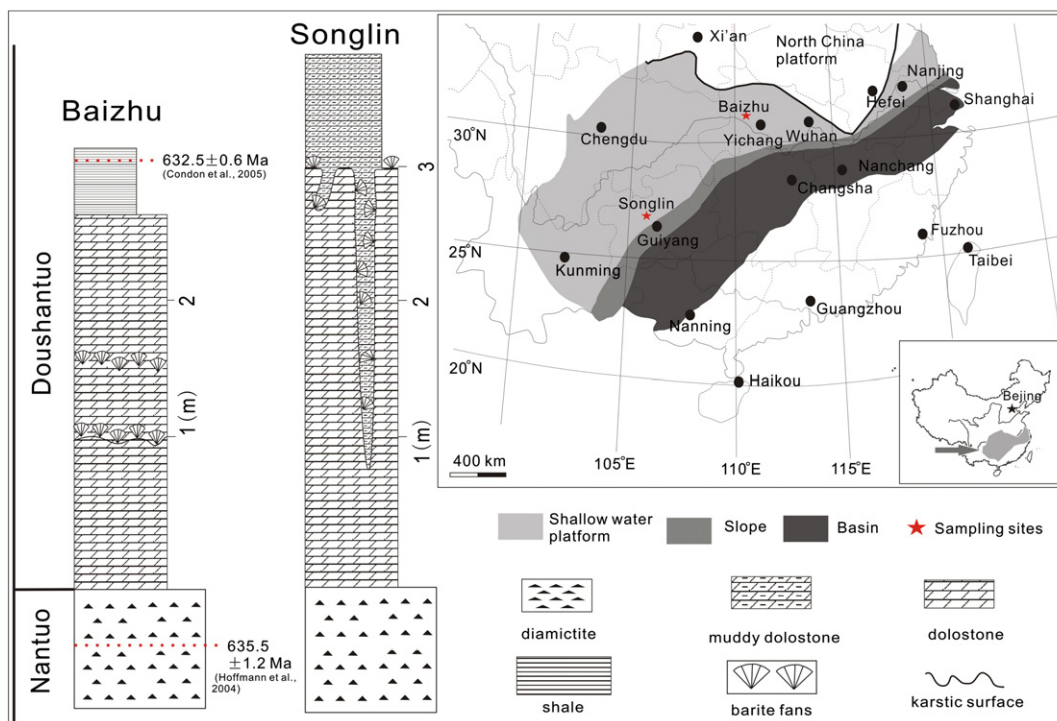 Baizhu
632.5±0.6 Ma
(Condon et al., 2005)
Doushantuo
2
1(m)
Nantuo
635.5
±1.2 Ma
(Hoffmann et al.,
2004)
Songlin
3
2
1(m)
Xi'an
North China
platform
Nanjing
Hefei
Shanghai
30°N
Baizhu
Chengdu
Yichang
Wuhan
Nanchang
Changsha
Songlin
Guiyang
25°N
Kunming
Fuzhou
Taibei
Guangzhou
Nanning
20°N
Haikou
400 km
105°E
110°E
115°E
Bejing
Shallow water
platform
Slope
Basin
Sampling sites
diamictite
muddy dolostone
dolostone
shale
barite fans
karstic surface